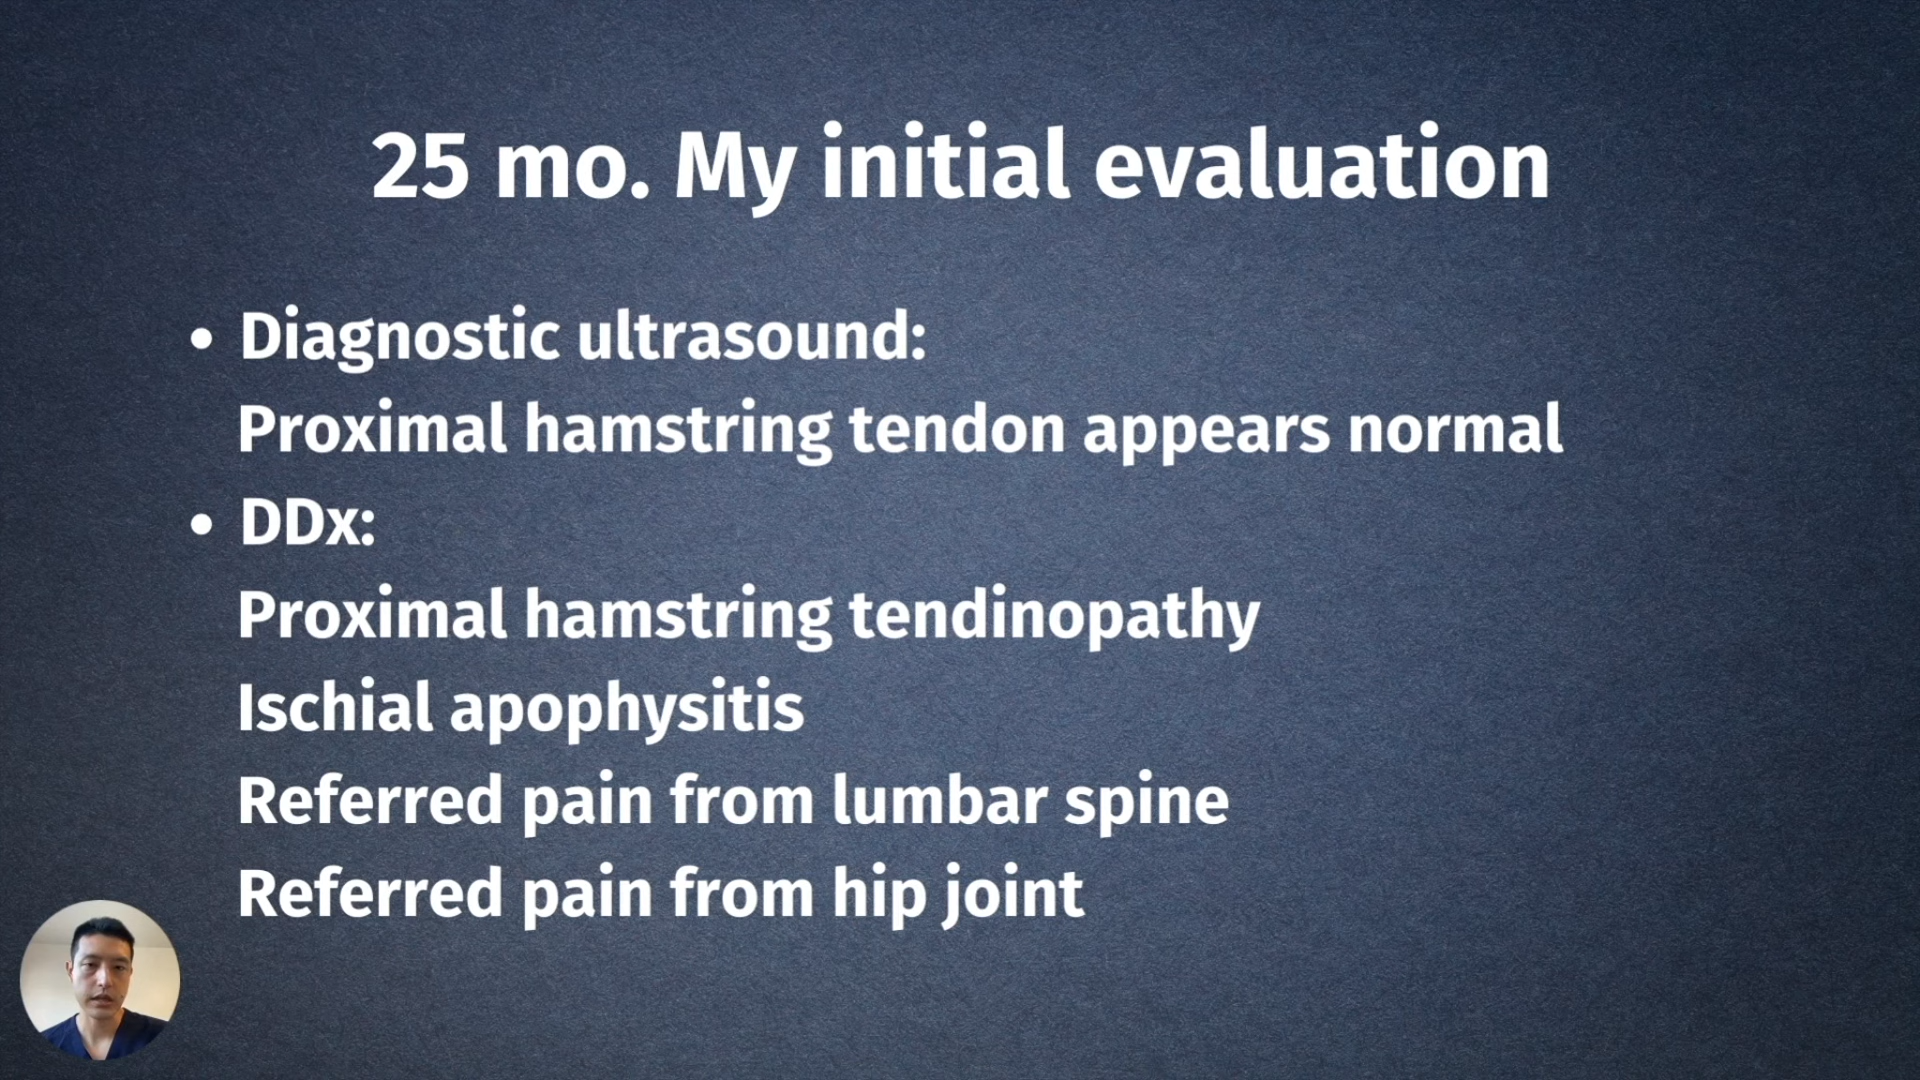 25 mo. My initial evaluation
• Diagnostic ultrasound:
Proximal hamstring tendon appears normal
• DDx:
Proximal hamstring tendinopathy
Ischial apophysitis
Referred pain from lumbar spine
Referred pain from hip joint